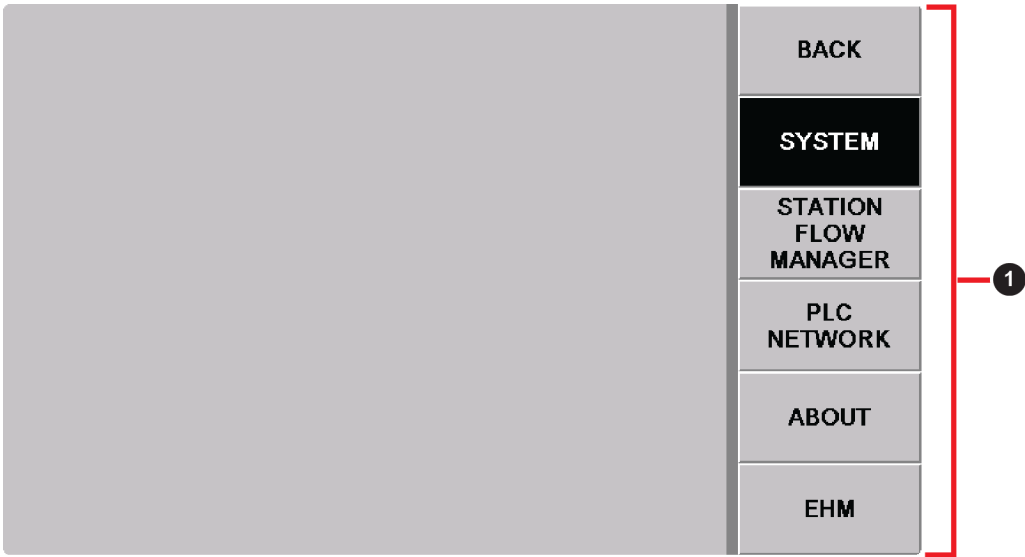 BACK
SYSTEM
STATION
FLOW
MANAGER
PLC
NETWORK
ABOUT
EHM
1